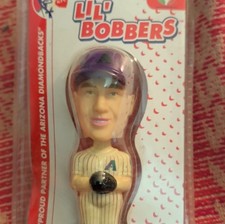 LIL' BOBBERS
PROUD PARTNER OF THE ARIZONA DIAMONDBACKS
A